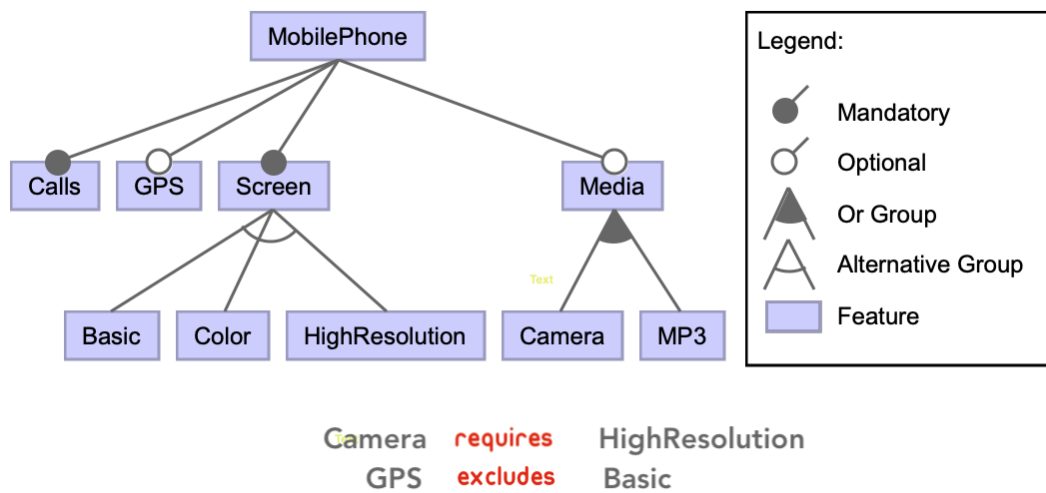 MobilePhone
Legend:
Mandatory
Optional
Or Group
Alternative Group
Feature
Calls
GPS
Screen
Media
Text
Basic
Color
HighResolution
Camera
MP3
Camera requires HighResolution
GPS excludes Basic